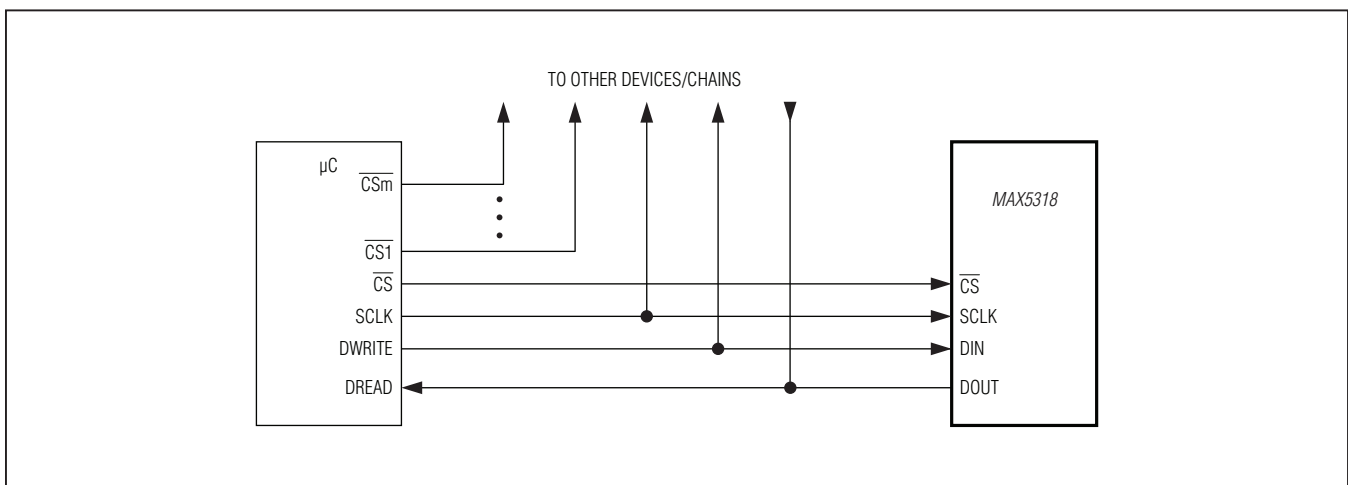 TO OTHER DEVICES/CHAINS
µC
CSm
CS1
CS
SCLK
DWRITE
DREAD
MAX5318
CS
SCLK
DIN
DOUT